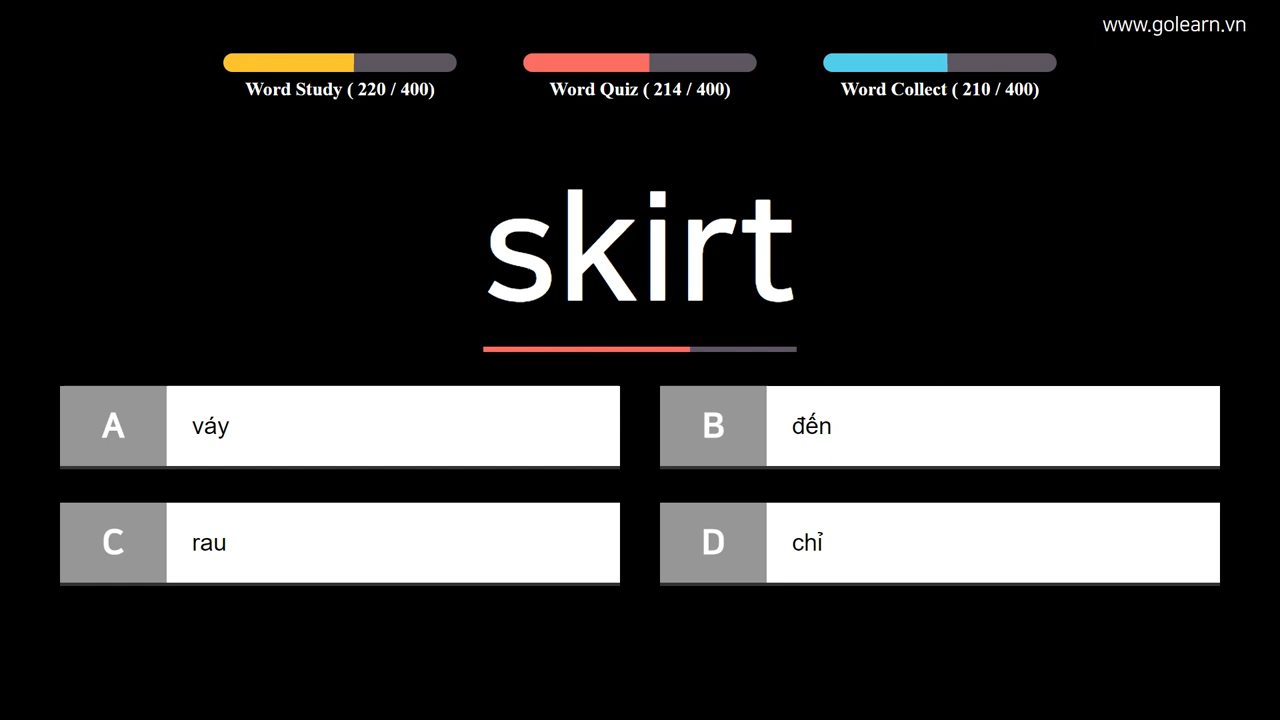 www.golearn.vn
Word Study ( 220 / 400)
Word Quiz ( 214 / 400)
Word Collect ( 210 / 400)
skirt
A váy
B đến
C rau
D chỉ